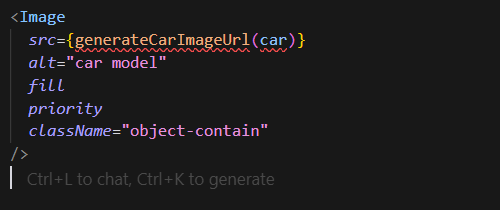 <Image
src={generateCarImageUrl(car)}
alt="car model"
fill
priority
className="object-contain"
/>
Ctrl+L to chat, Ctrl+K to generate